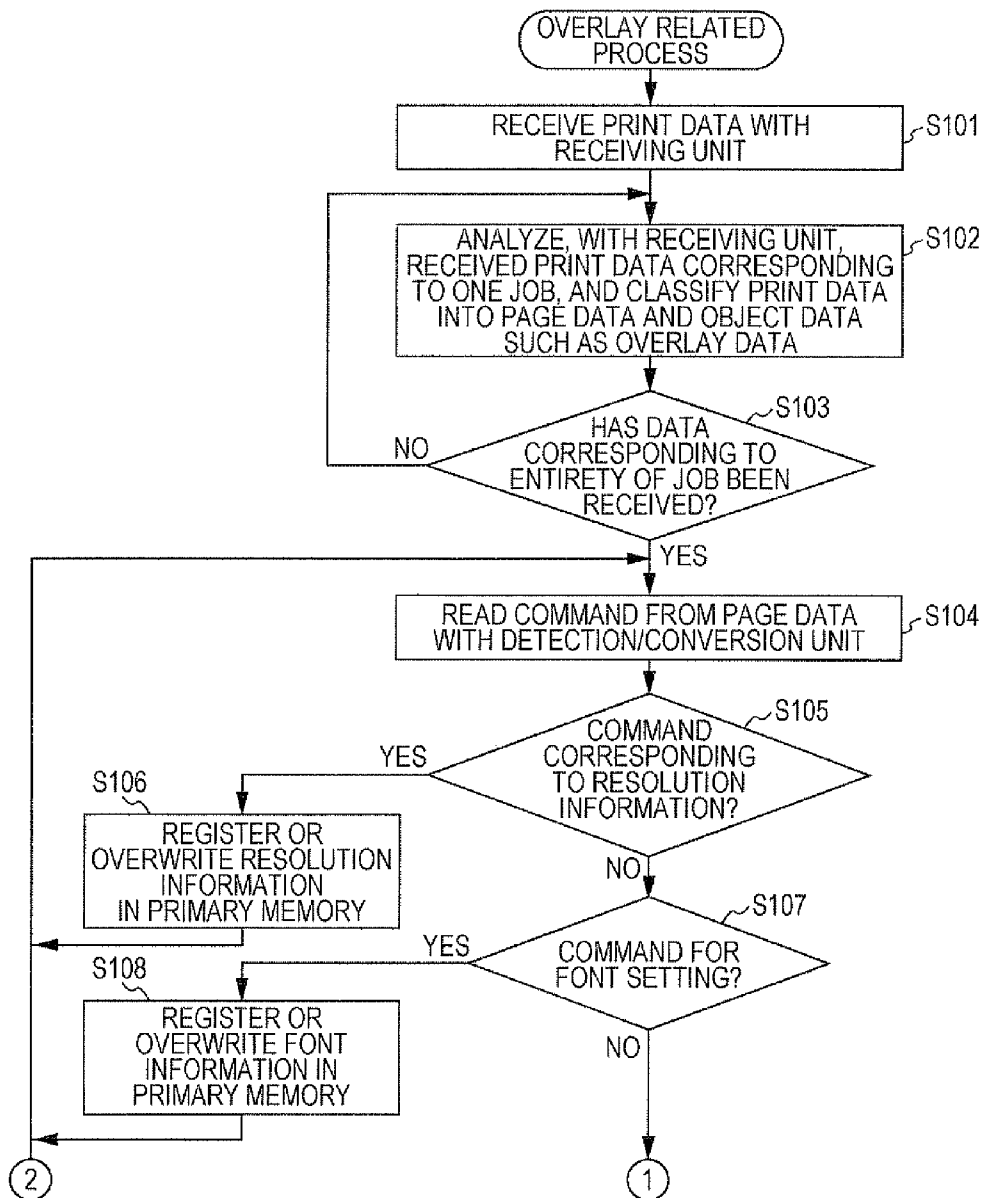 OVERLAY RELATED
PROCESS
RECEIVE PRINT DATA WITH
RECEIVING UNIT
S101
ANALYZE, WITH RECEIVING UNIT,
RECEIVED PRINT DATA CORRESPONDING
TO ONE JOB, AND CLASSIFY PRINT DATA
INTO PAGE DATA AND OBJECT DATA
SUCH AS OVERLAY DATA
S102
S103
HAS DATA
CORRESPONDING TO
ENTIRETY OF JOB BEEN
RECEIVED?
NO
YES
READ COMMAND FROM PAGE DATA
WITH DETECTION/CONVERSION UNIT
S104
S105
COMMAND
CORRESPONDING
TO RESOLUTION
INFORMATION?
YES
S106
REGISTER OR
OVERWRITE RESOLUTION
INFORMATION
IN PRIMARY MEMORY
NO
S107
COMMAND FOR
FONT SETTING?
YES
S108
REGISTER OR
OVERWRITE FONT
INFORMATION IN
PRIMARY MEMORY
NO
2
1